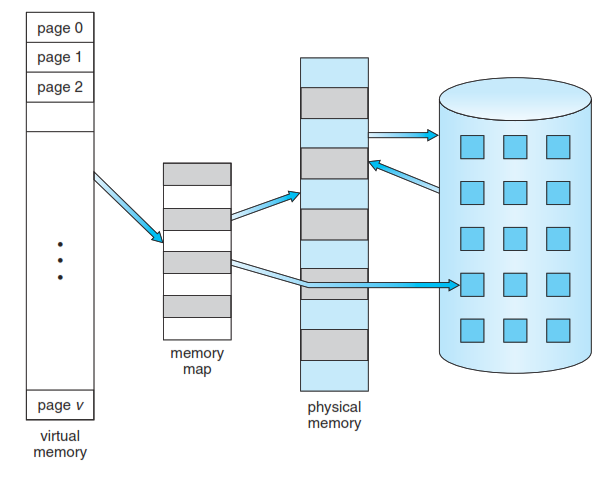 page 0
page 1
page 2
page v
virtual
memory
memory
map
physical
memory